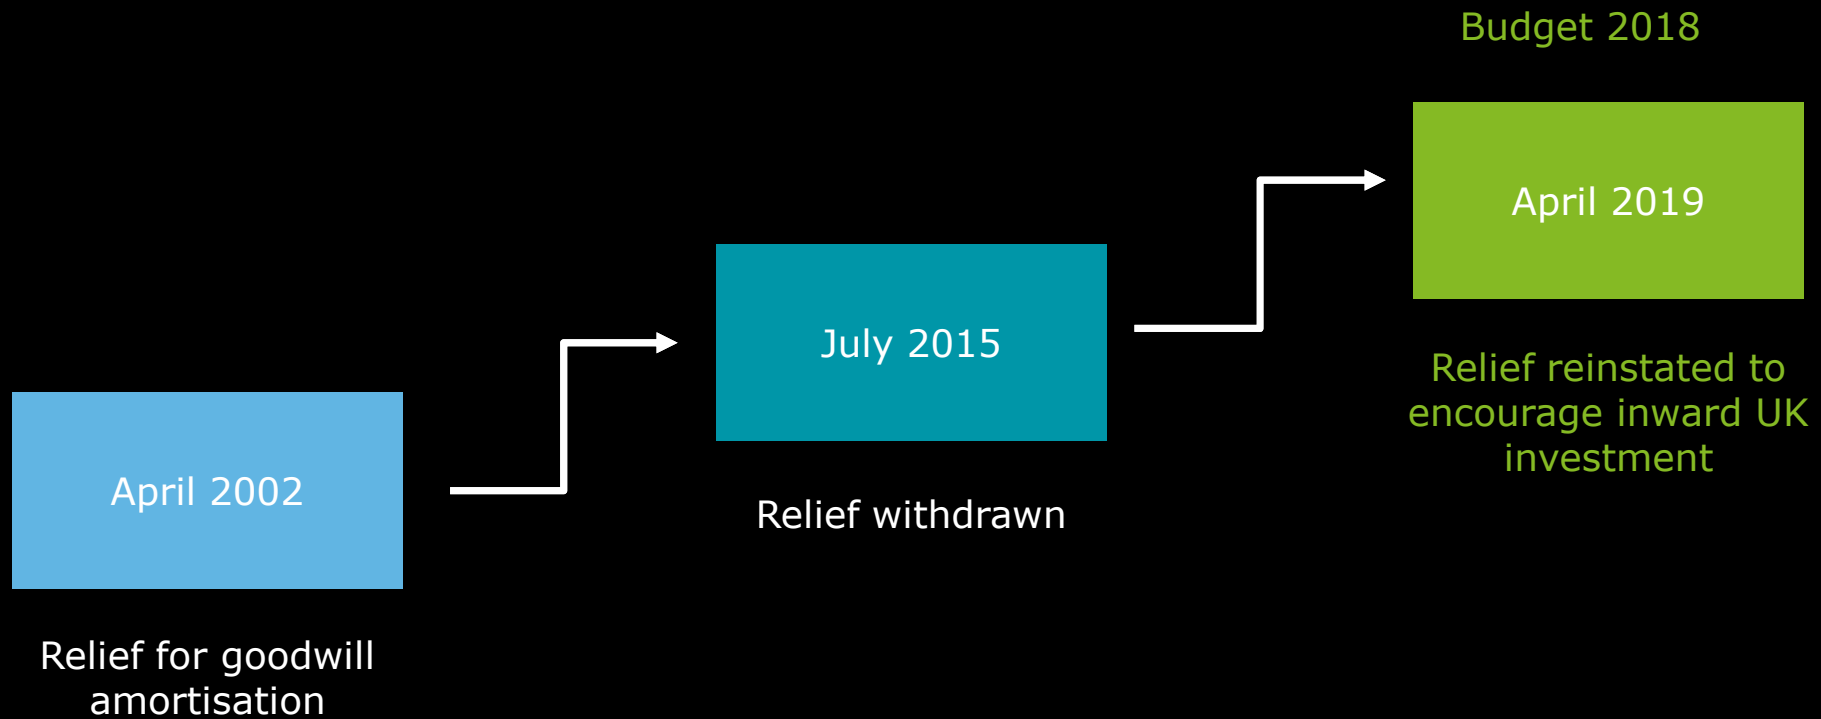 Budget 2018
April 2019
Relief reinstated to
encourage inward UK
investment
July 2015
Relief withdrawn
April 2002
Relief for goodwill
amortisation